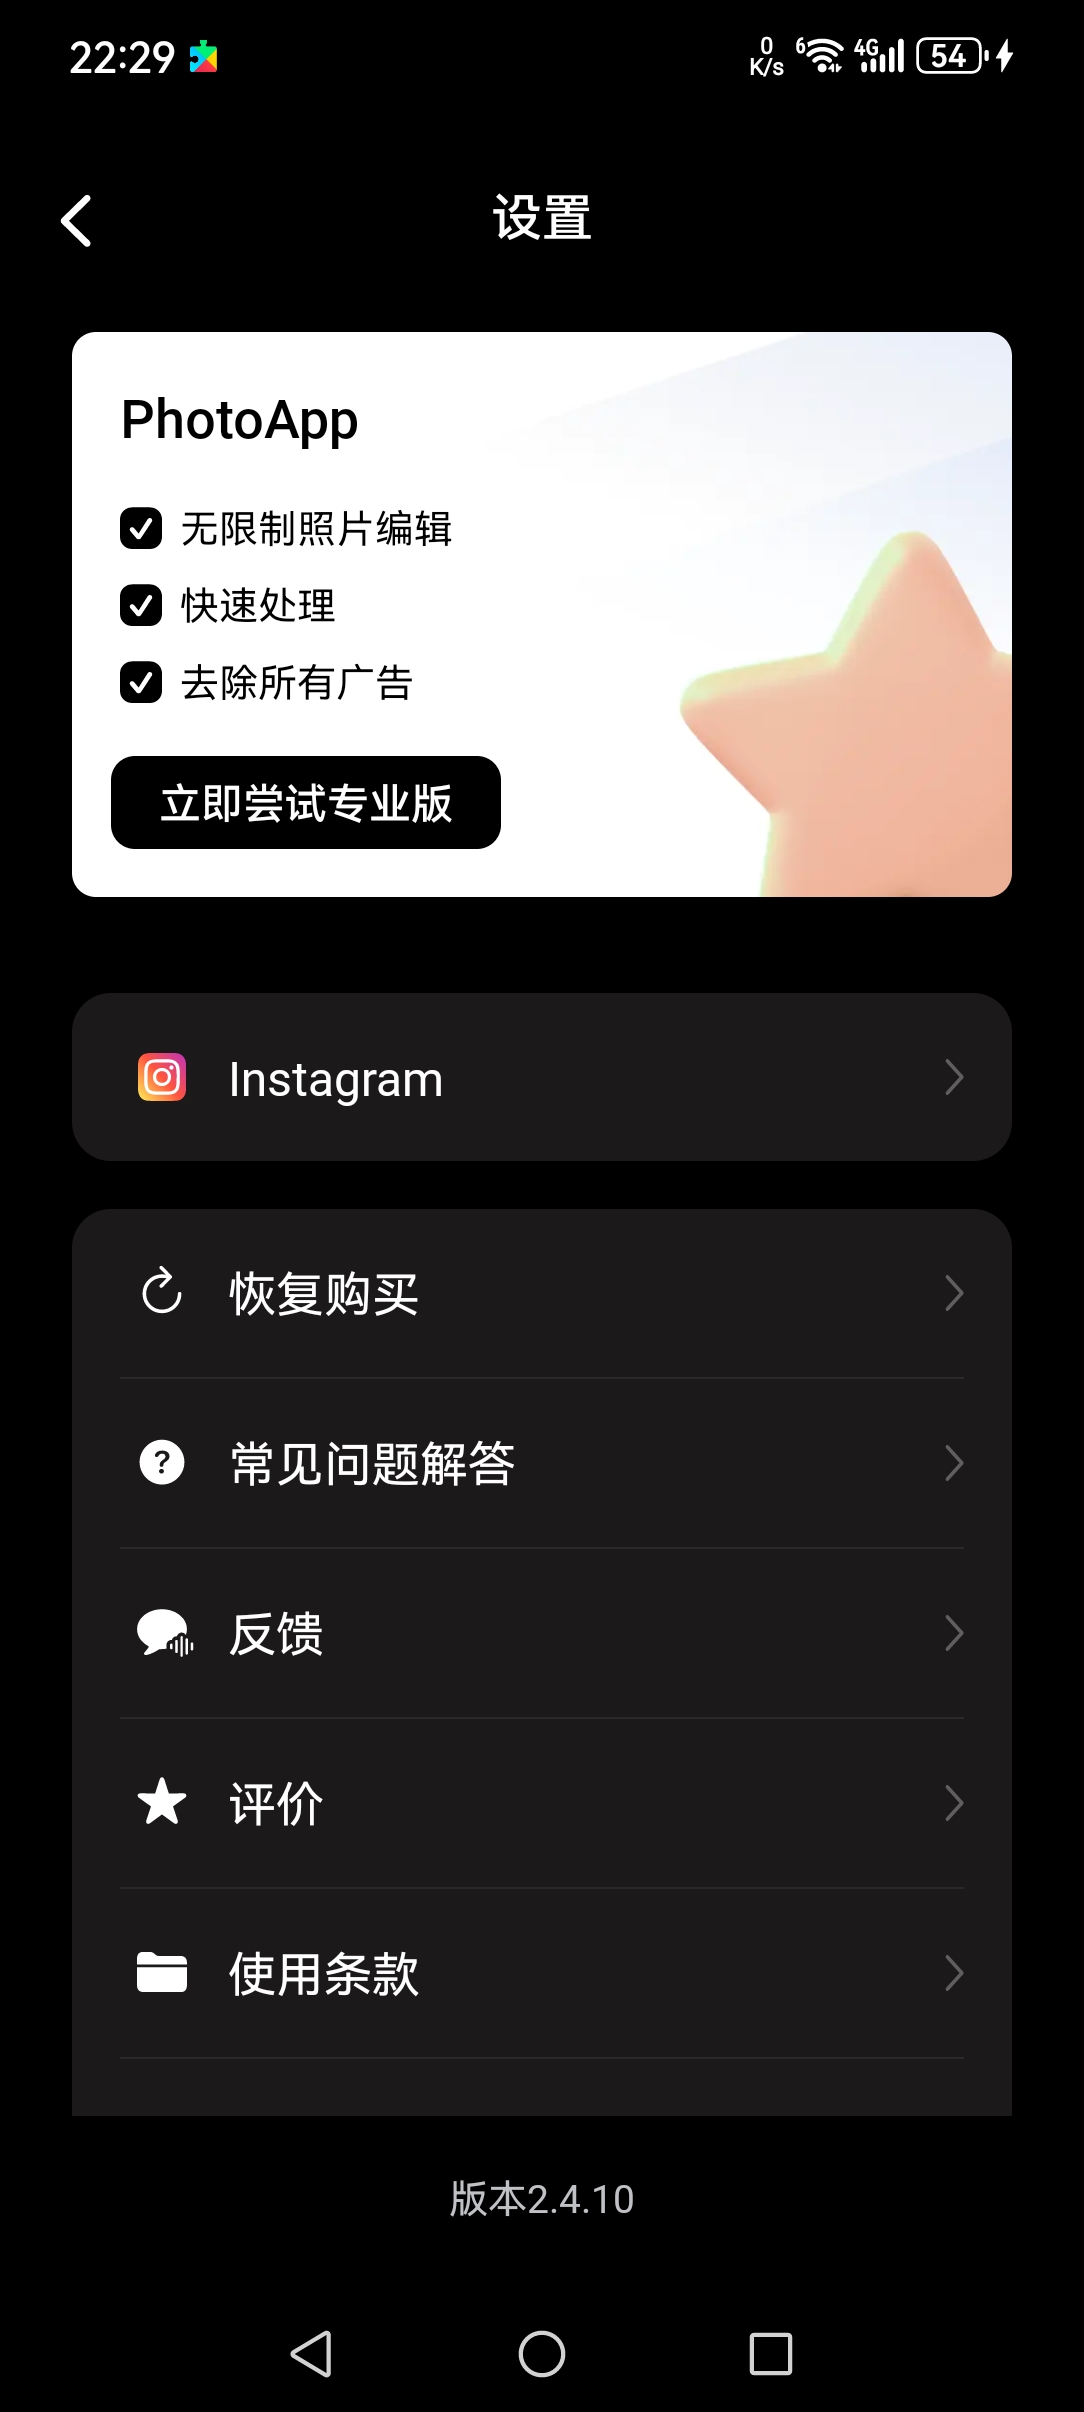 22:29
0
K/s
6
4G
54
设置
PhotoApp
无限制照片编辑
快速处理
去除所有广告
立即尝试专业版
Instagram
恢复购买
?
常见问题解答
反馈
评价
使用条款
版本2.4.10